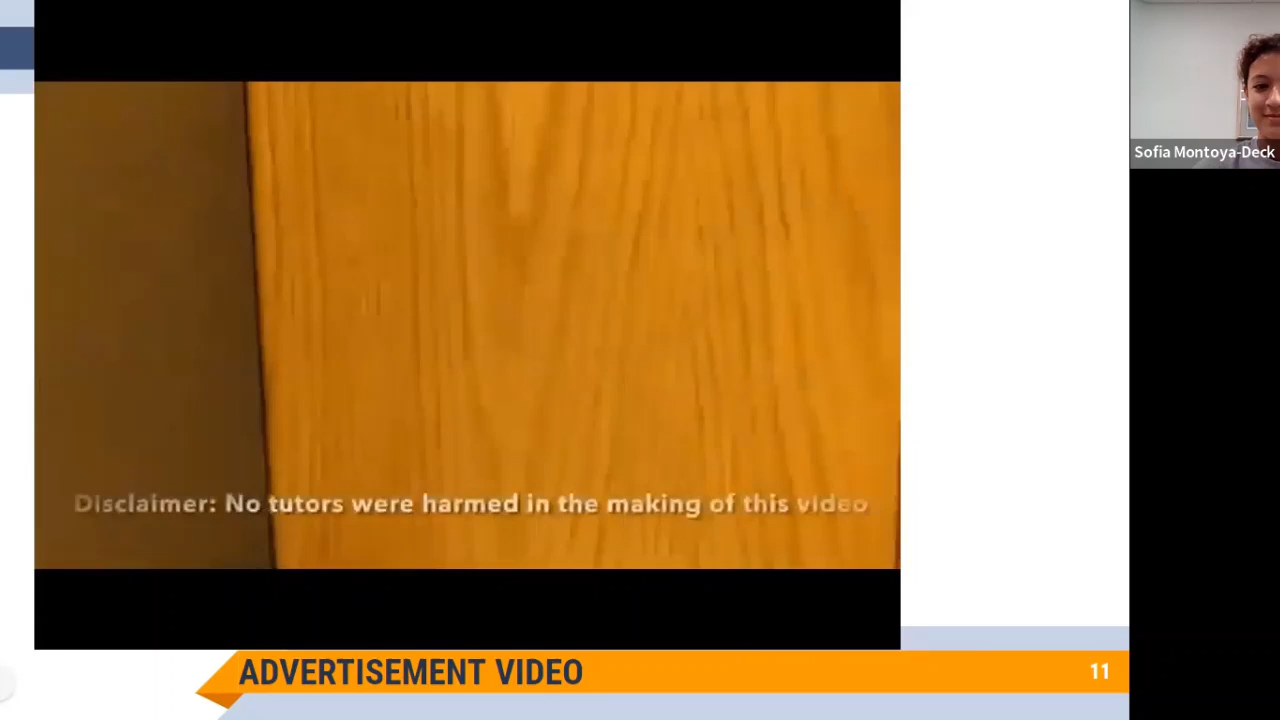 Sofia Montoya-Deck
Disclaimer: No tutors were harmed in the making of this video
ADVERTISEMENT VIDEO
11